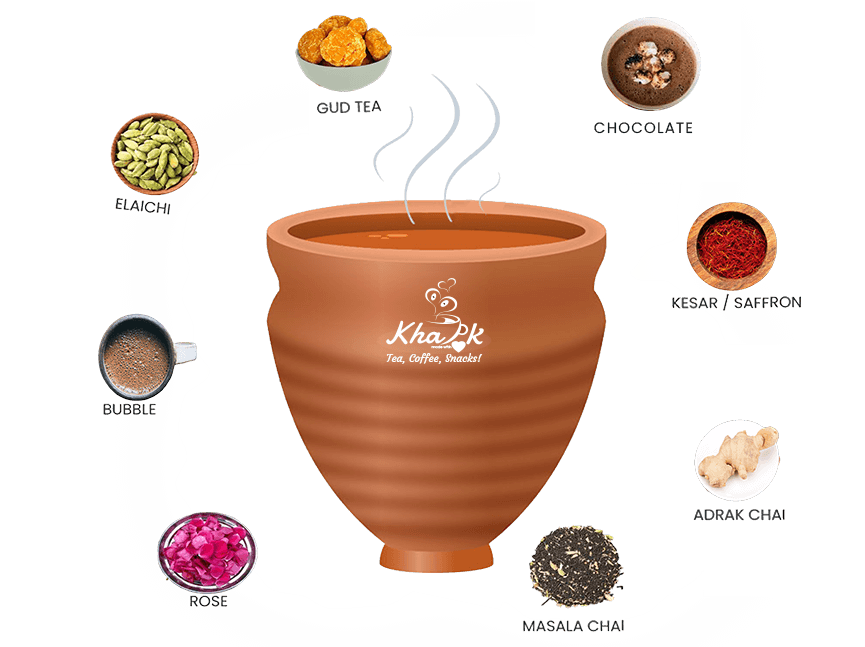 GUD TEA
CHOCOLATE
ELAICHI
KESAR / SAFFRON
Tea, Coffee, Snacks!
BUBBLE
ADRAK CHAI
ROSE
MASALA CHAI